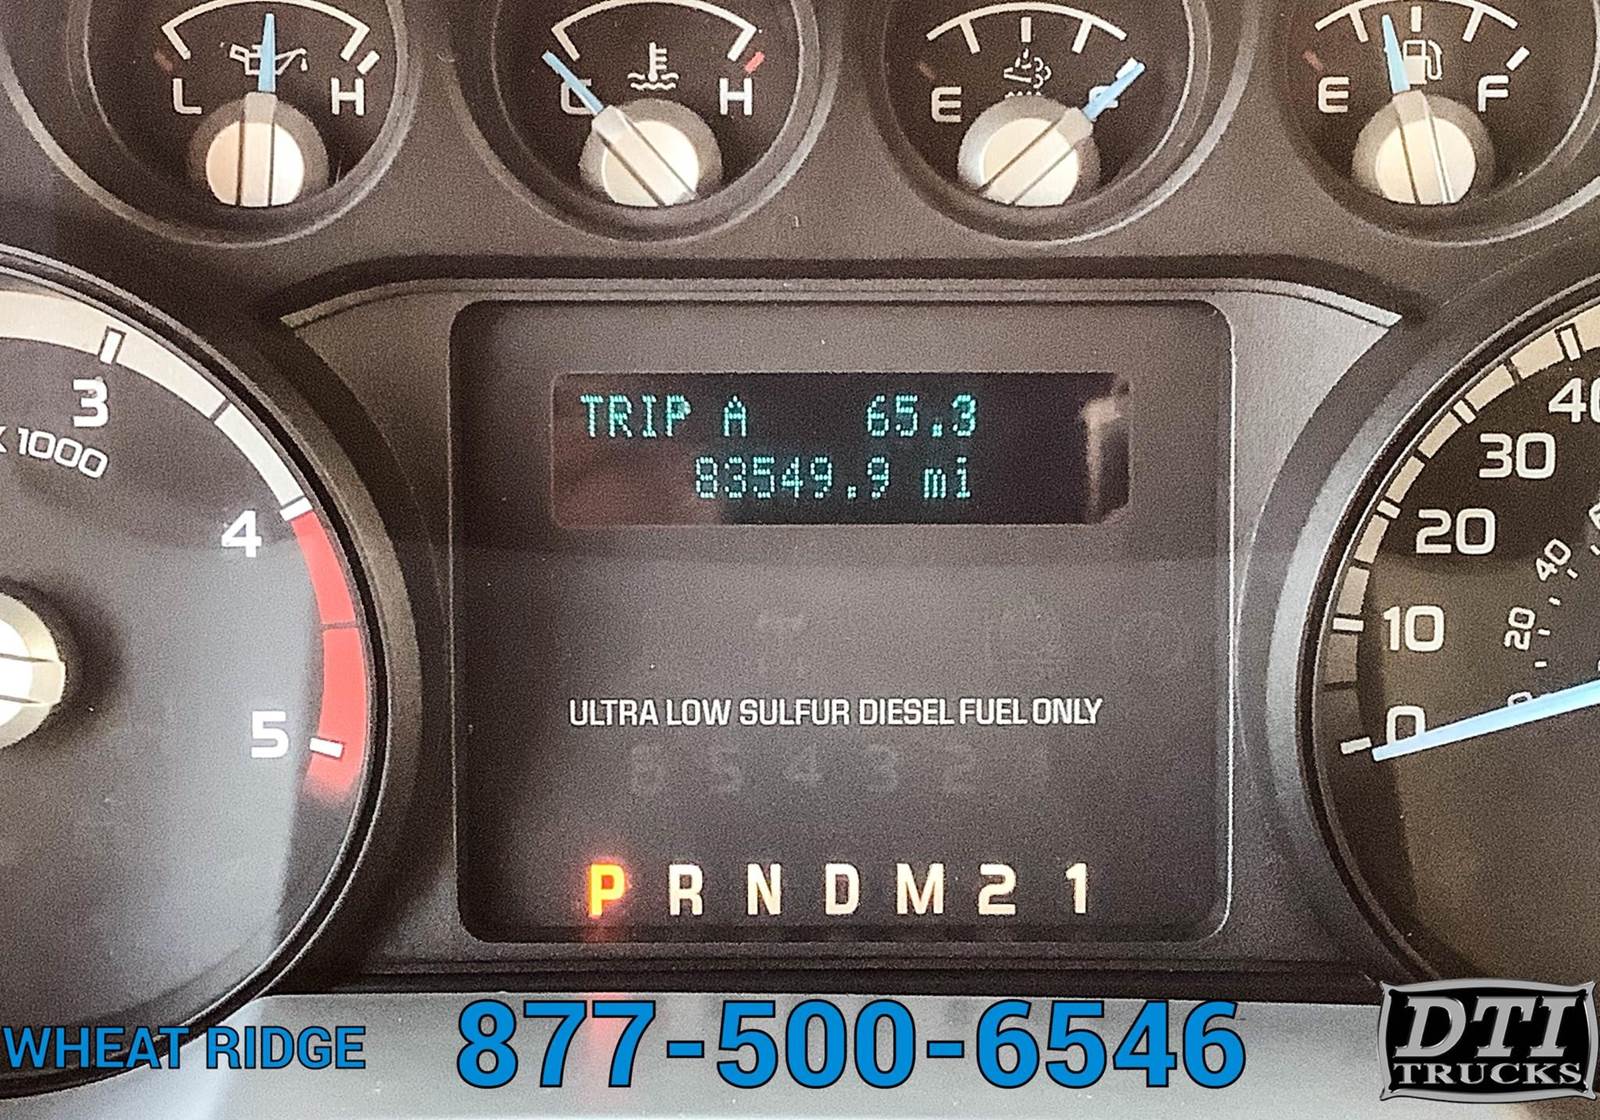 L H
C H
E F
E F
3
x 1000
4
5
TRIP A 65.3
83549.9 mi
ULTRA LOW SULFUR DIESEL FUEL ONLY
P R N D M 2 1
40
30
20
10
0
40
20
0
WHEAT RIDGE
877-500-6546
DTI
TRUCKS